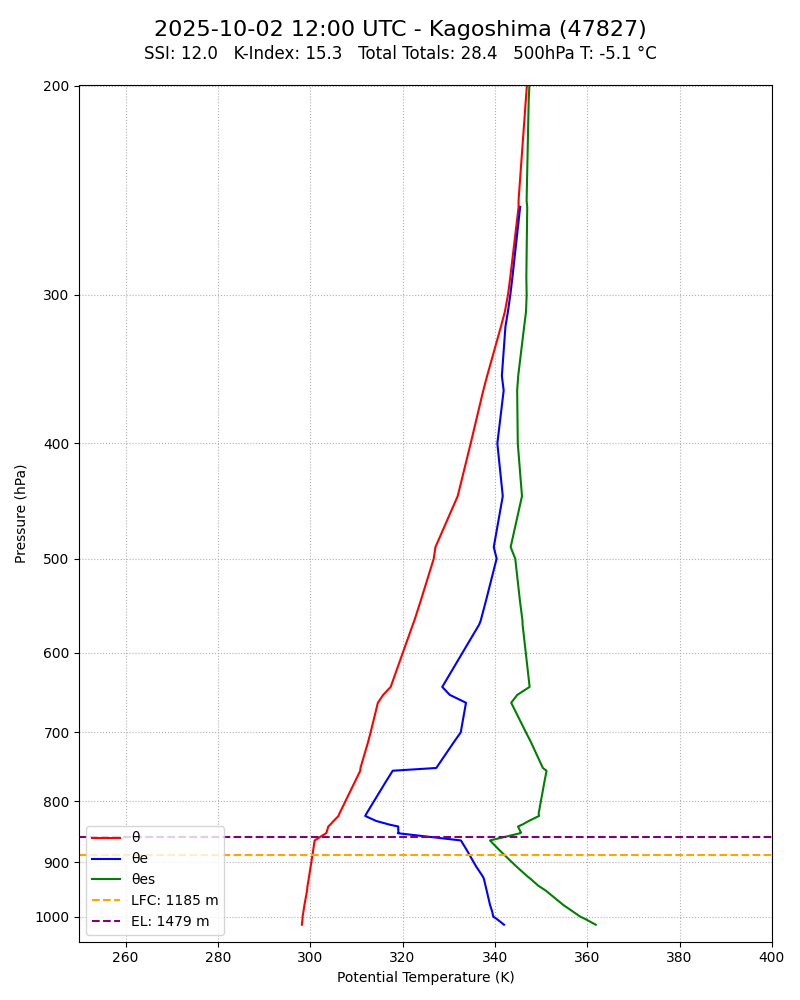 2025-10-02 12:00 UTC - Kagoshima (47827)
SSI: 12.0 K-Index: 15.3 Total Totals: 28.4 500hPa T: -5.1 °C
200
300
400
500
600
700
800
900
1000
Pressure (hPa)
θ
θe
θes
LFC: 1185 m
EL: 1479 m
260 280 300 320 340 360 380 400
Potential Temperature (K)